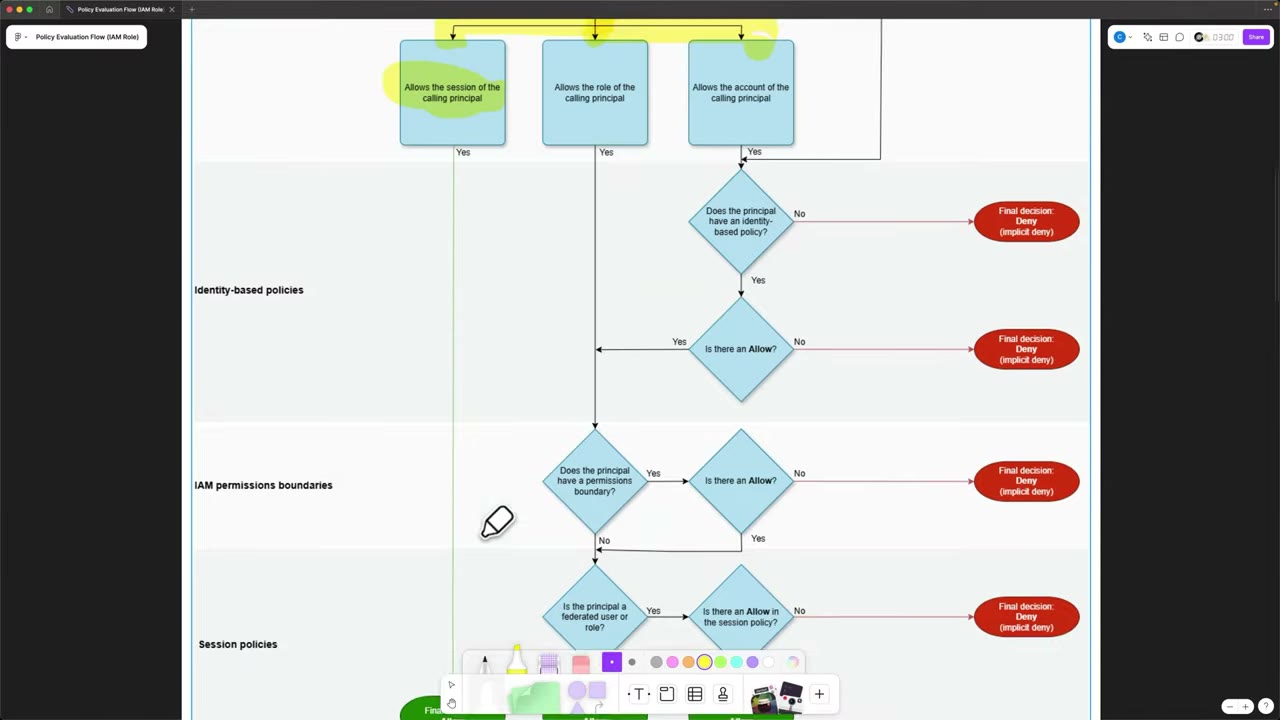 Policy Evaluation Flow (IAM Role)
Policy Evaluation Flow (IAM Role)
C
03:00
Share
Allows the session of the
calling principal
Allows the role of the
calling principal
Allows the account of the
calling principal
Yes
Yes
Yes
Does the principal
have an identity-
based policy?
No
Final decision:
Deny
(implicit deny)
Yes
Identity-based policies
Yes
Is there an Allow?
No
Final decision:
Deny
(implicit deny)
IAM permissions boundaries
Does the principal
have a permissions
boundary?
Yes
Is there an Allow?
No
Final decision:
Deny
(implicit deny)
No
Yes
Session policies
Is the principal a
federated user or
role?
Yes
Is there an Allow in
the session policy?
No
Final decision:
Deny
(implicit deny)
T
?